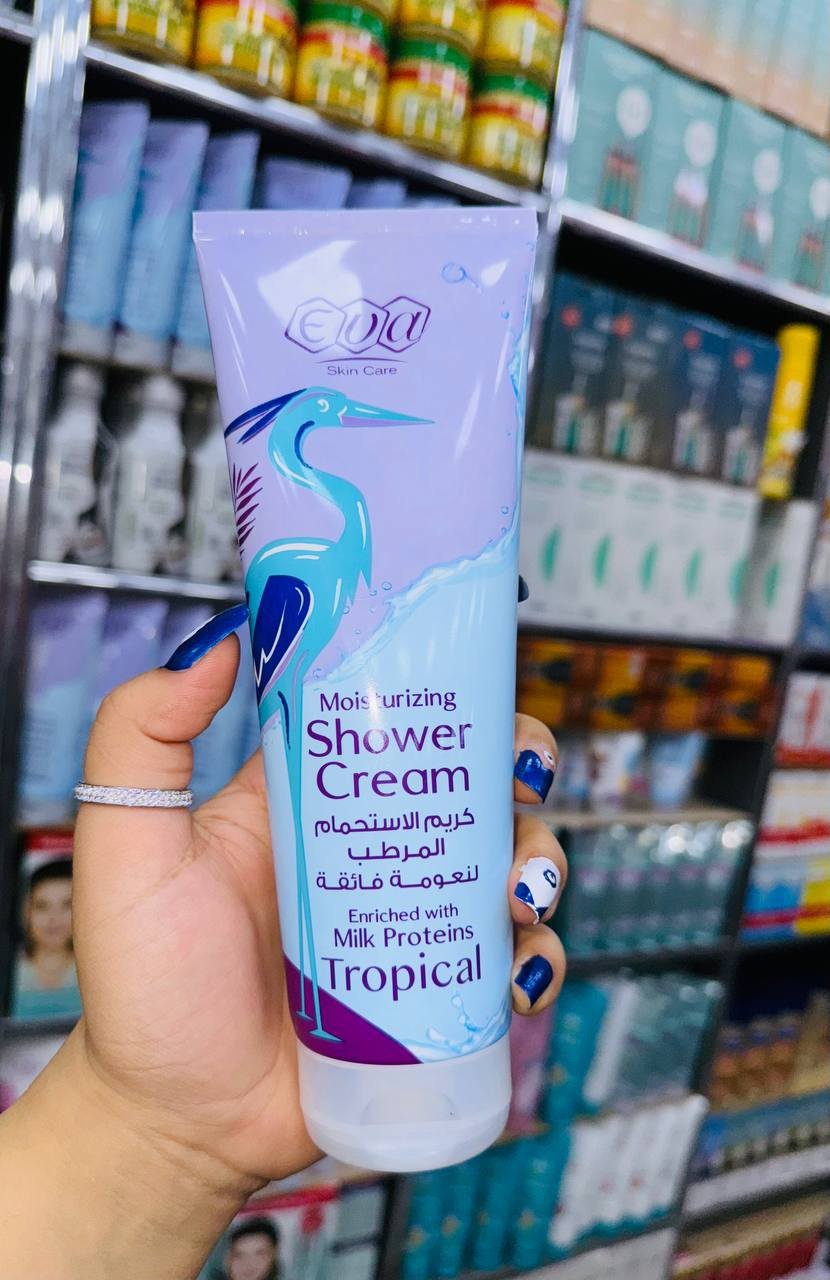 Eva
Skin Care
Moisturizing
Shower
Cream
كريم الاستحمام
المرطب
لنعومة فائقة
Enriched with
Milk Proteins
Tropical